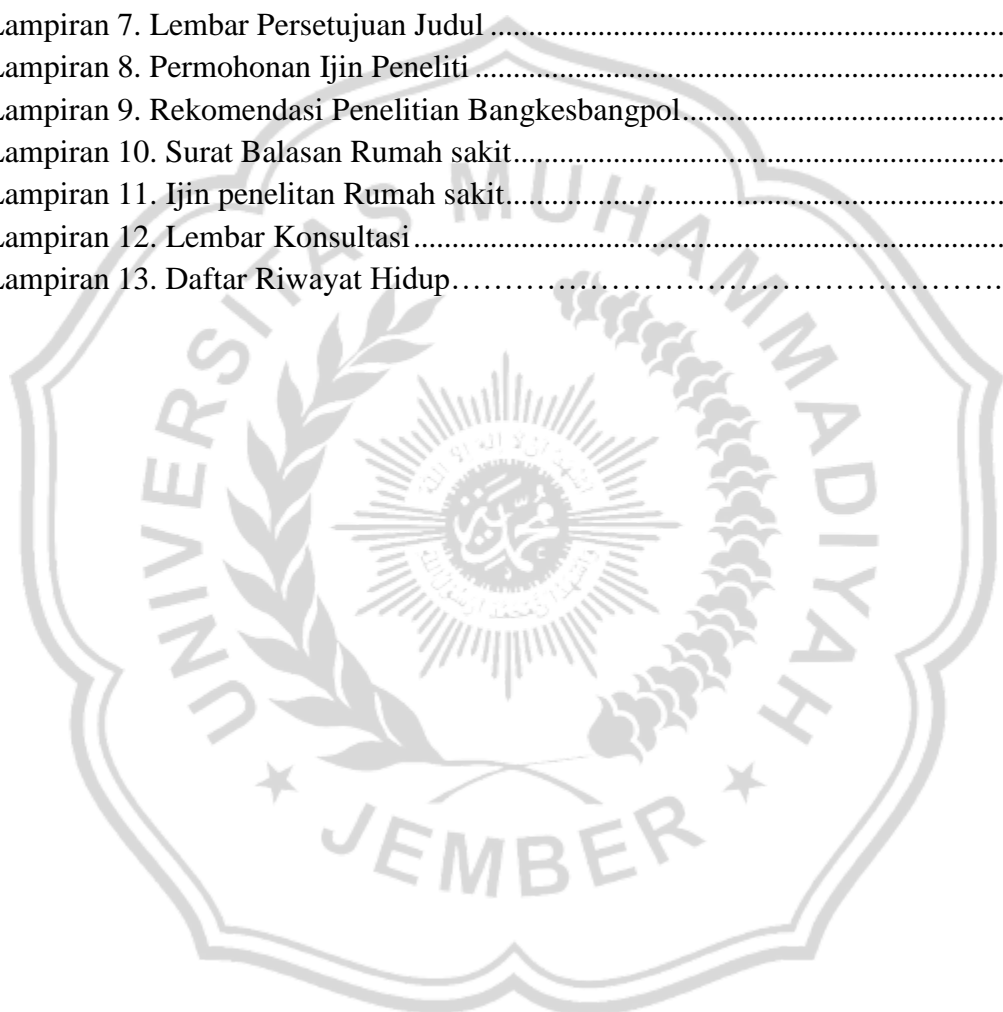 Lampiran 7. Lembar Persetujuan Judul ................................................................
Lampiran 8. Permohonan Ijin Peneliti ..................................................................
Lampiran 9. Rekomendasi Penelitian Bangkesbangpol........................................
Lampiran 10. Surat Balasan Rumah sakit.............................................................
Lampiran 11. Ijin penelitan Rumah sakit..............................................................
Lampiran 12. Lembar Konsultasi..........................................................................
Lampiran 13. Daftar Riwayat Hidup…………………………………………….
UNIVERSITAS MUHAMMADIYAH
JEMBER